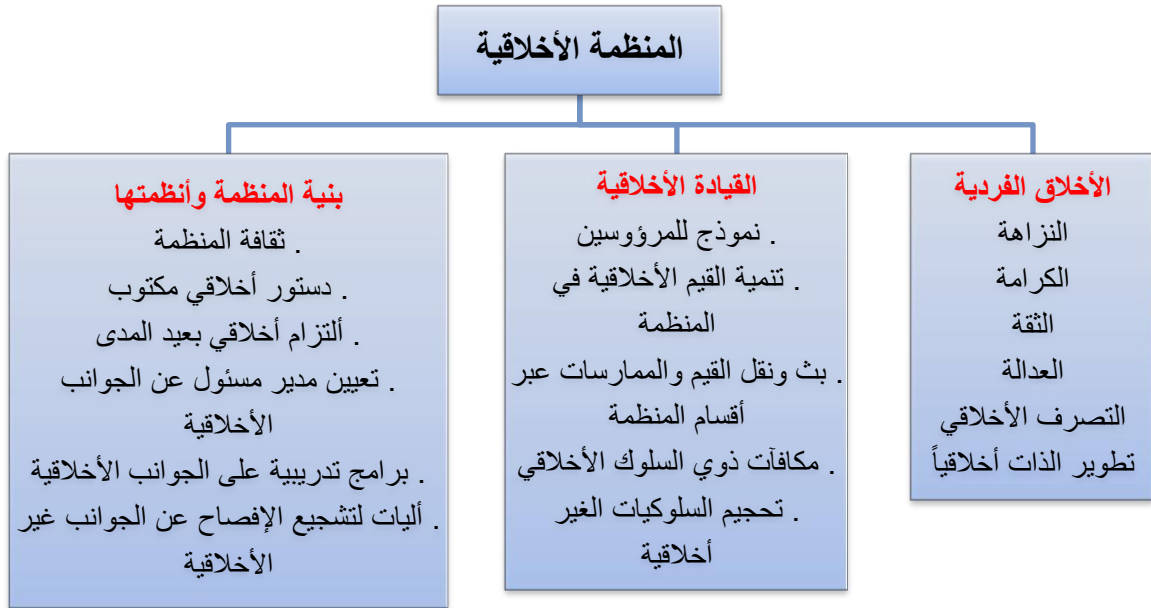 المنظمة الأخلاقية
الأخلاق الفردية
النزاهة
الكرامة
الثقة
العدالة
التصرف الأخلاقي
تطوير الذات أخلاقياً
القيادة الأخلاقية
. نموذج للمرؤوسين
. تنمية القيم الأخلاقية في
المنظمة
. بث ونقل القيم والممارسات عبر
أقسام المنظمة
. مكافآت ذوي السلوك الأخلاقي
. تحجيم السلوكيات الغير
أخلاقية
بنية المنظمة وأنظمتها
. ثقافة المنظمة
. دستور أخلاقي مكتوب
. ألتزام أخلاقي بعيد المدى
. تعيين مدير مسئول عن الجوانب
الأخلاقية
. برامج تدريبية على الجوانب الأخلاقية
. أليات لتشجيع الإفصاح عن الجوانب غير
الأخلاقية